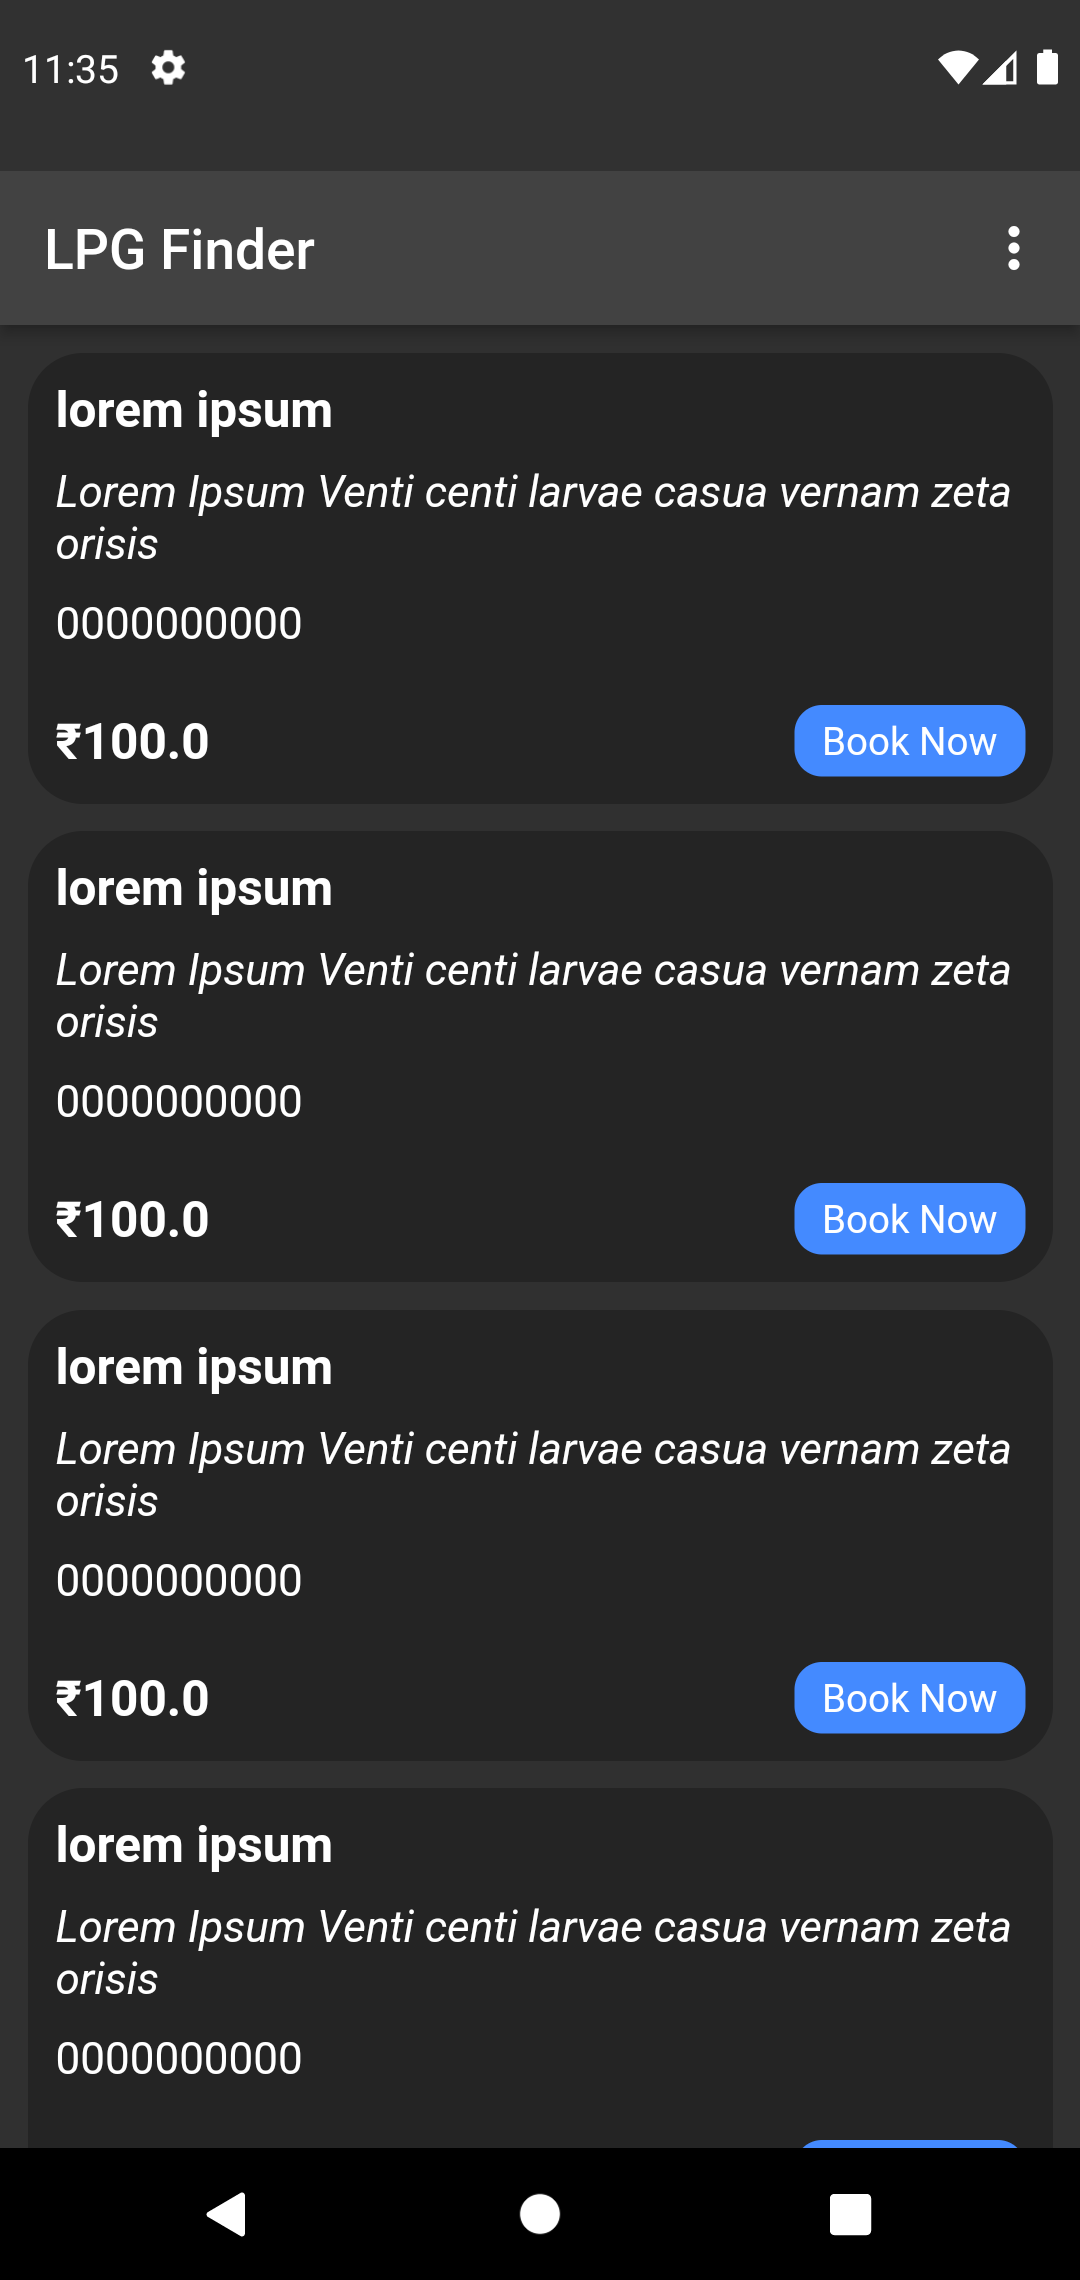 11:35
LPG Finder
lorem ipsum
Lorem Ipsum Venti centi larvae casua vernam zeta
orisis
0000000000
₹100.0
Book Now
lorem ipsum
Lorem Ipsum Venti centi larvae casua vernam zeta
orisis
0000000000
₹100.0
Book Now
lorem ipsum
Lorem Ipsum Venti centi larvae casua vernam zeta
orisis
0000000000
₹100.0
Book Now
lorem ipsum
Lorem Ipsum Venti centi larvae casua vernam zeta
orisis
0000000000